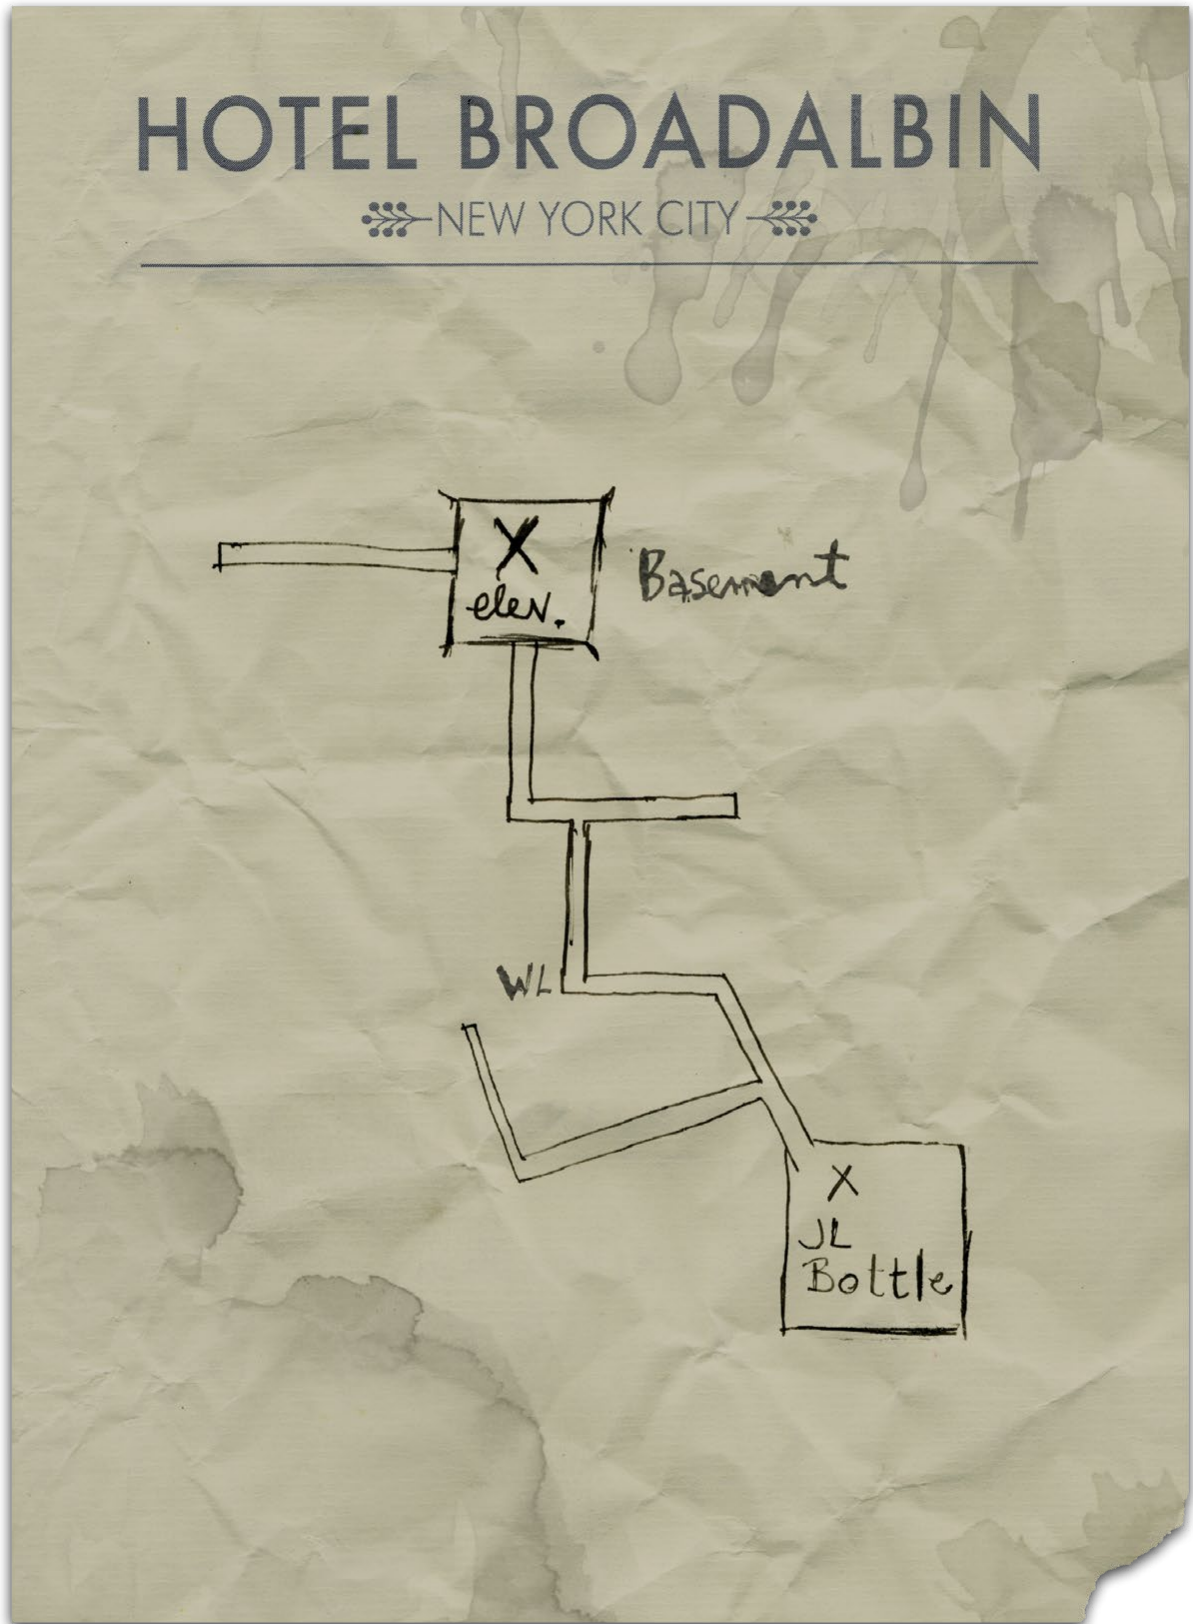 HOTEL BROADALBIN
NEW YORK CITY
X
elev.
Basement
WL
X
JL
Bottle